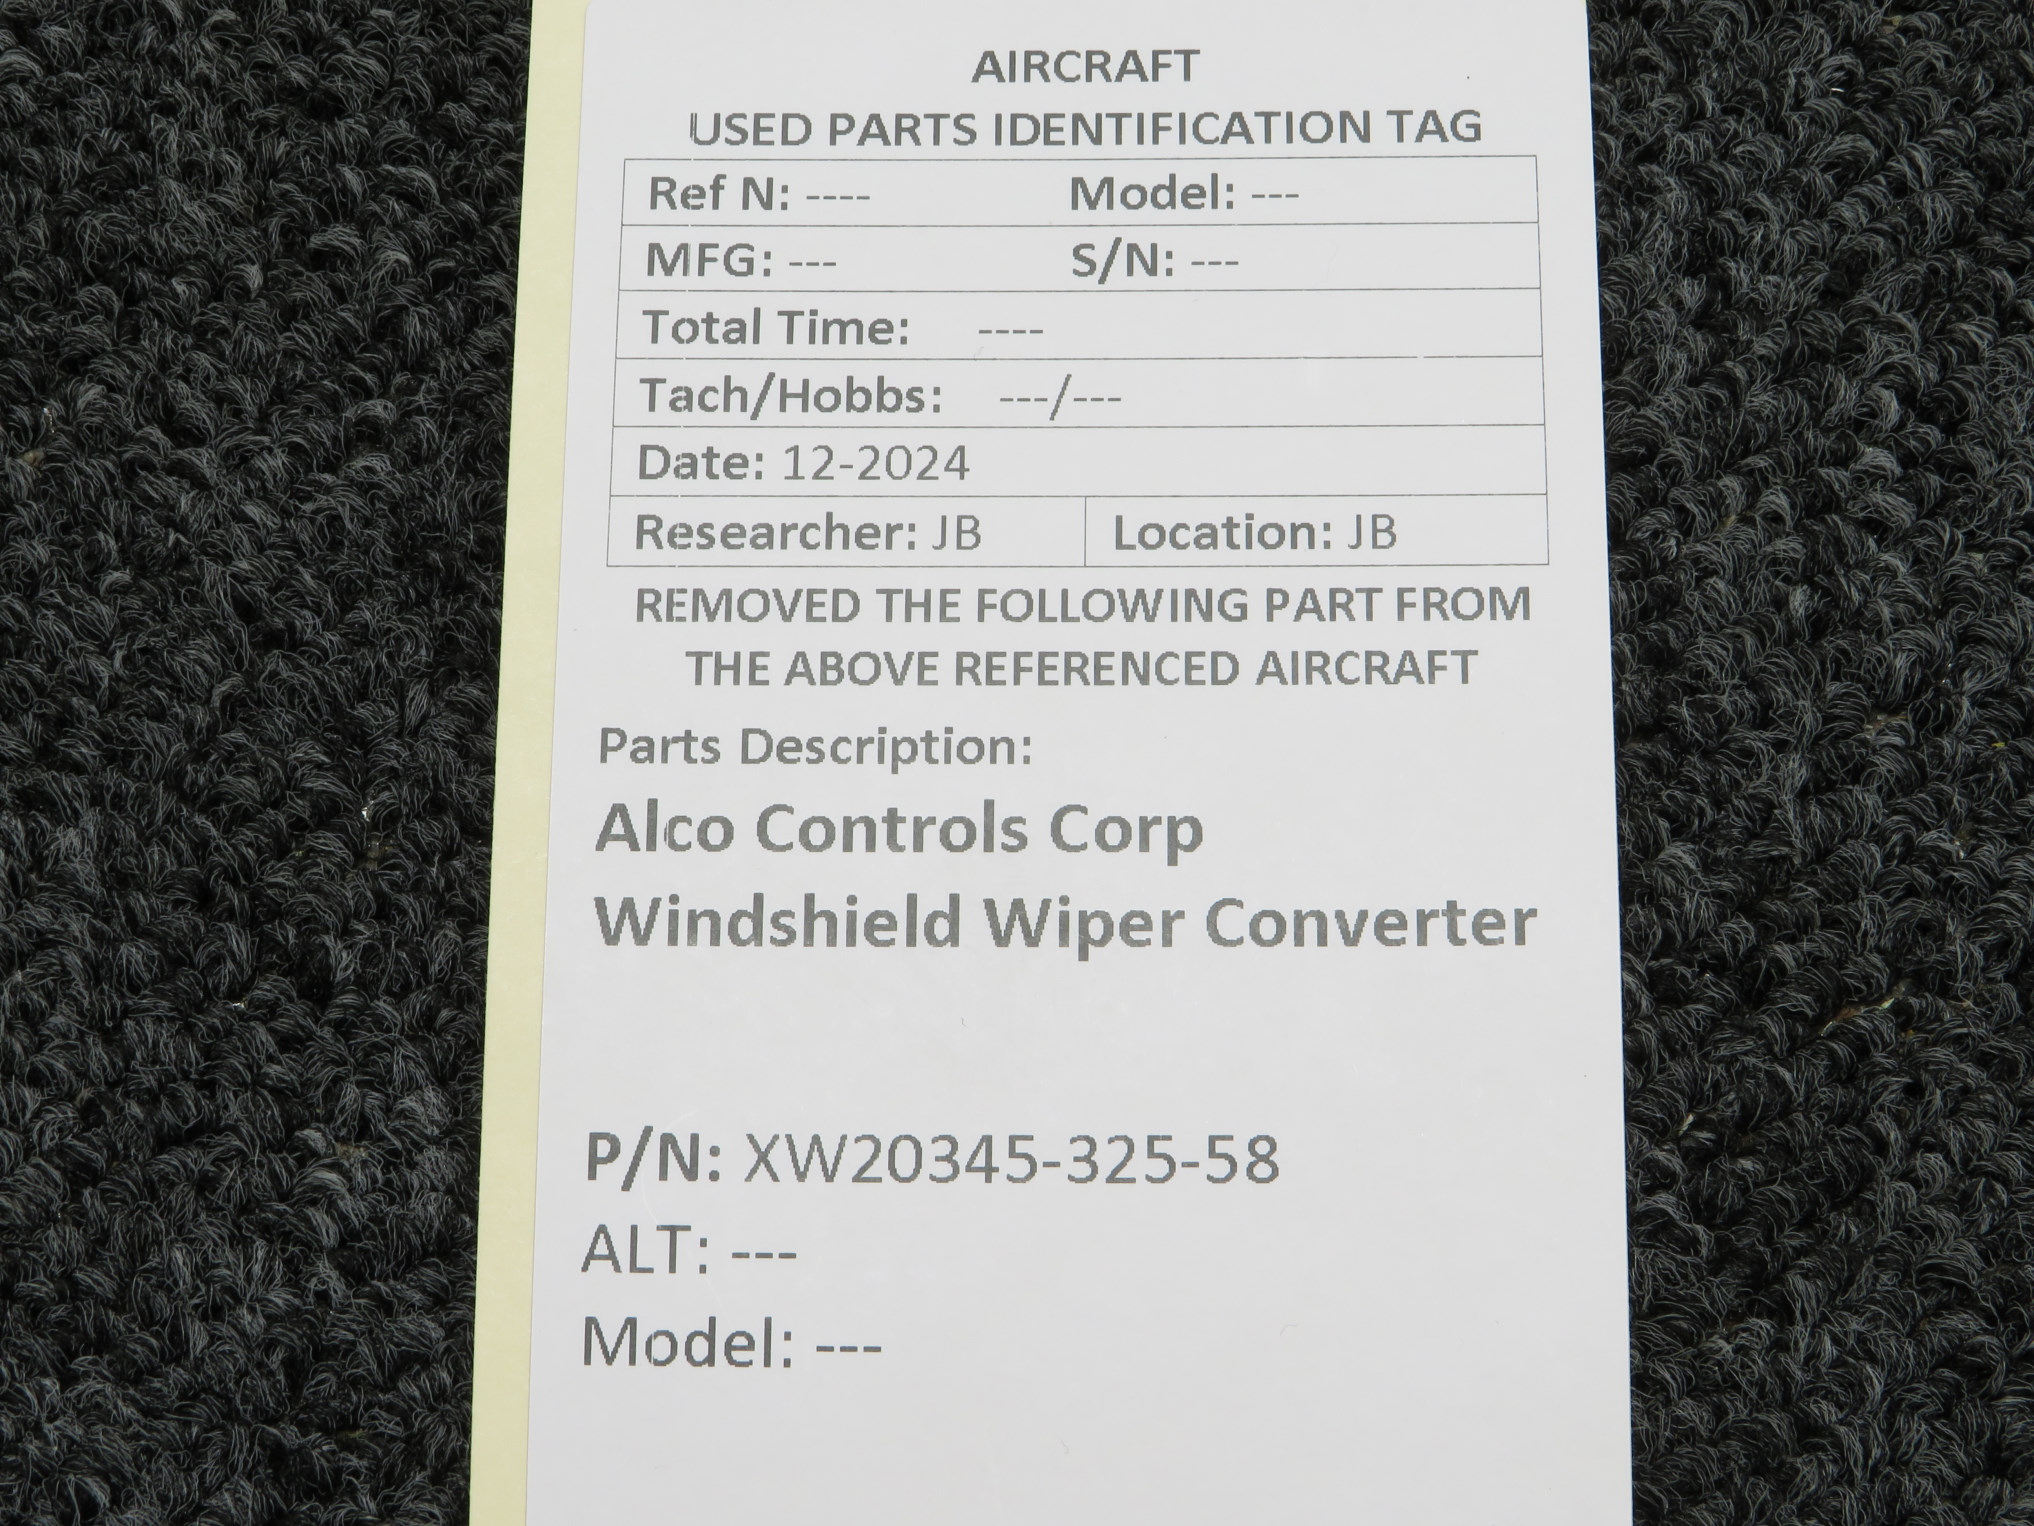 AIRCRAFT
USED PARTS IDENTIFICATION TAG
Ref N: ---- Model: ---
MFG: --- S/N: ---
Total Time: ----
Tach/Hobbs: ---/---
Date: 12-2024
Researcher: JB Location: JB
REMOVED THE FOLLOWING PART FROM
THE ABOVE REFERENCED AIRCRAFT
Parts Description:
Alco Controls Corp
Windshield Wiper Converter
P/N: XW20345-325-58
ALT: ---
Model: ---